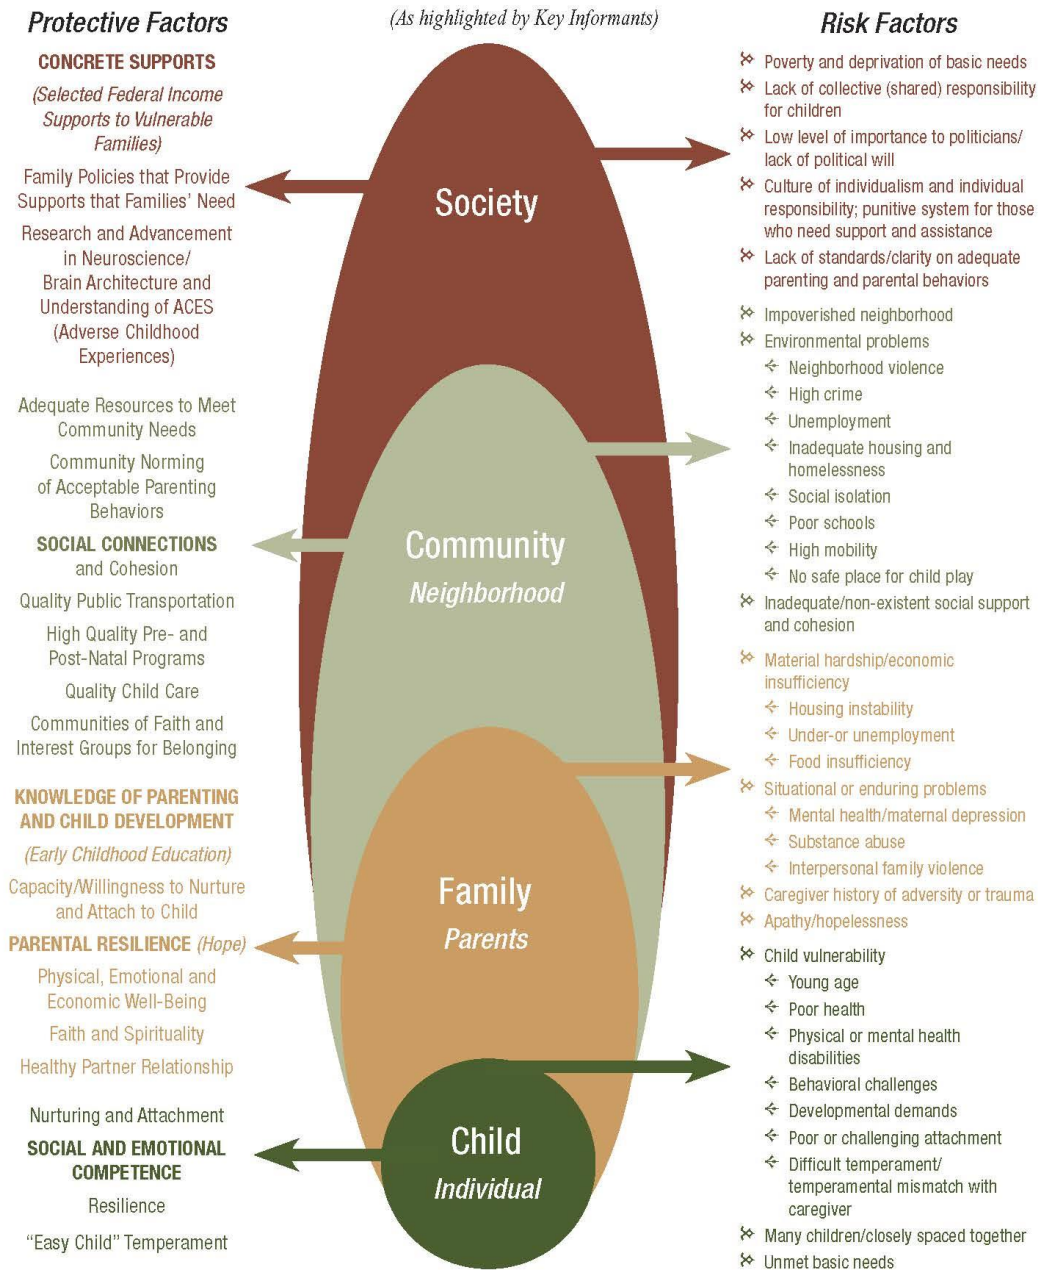 Protective Factors
CONCRETE SUPPORTS
(Selected Federal Income
Supports to Vulnerable
Families)
Family Policies that Provide
Supports that Families' Need
Research and Advancement
in Neuroscience/
Brain Architecture and
Understanding of ACES
(Adverse Childhood
Experiences)
Adequate Resources to Meet
Community Needs
Community Norming
of Acceptable Parenting
Behaviors
SOCIAL CONNECTIONS
and Cohesion
Quality Public Transportation
High Quality Pre- and
Post-Natal Programs
Quality Child Care
Communities of Faith and
Interest Groups for Belonging
KNOWLEDGE OF PARENTING
AND CHILD DEVELOPMENT
(Early Childhood Education)
Capacity/Willingness to Nurture
and Attach to Child
PARENTAL RESILIENCE (Hope)
Physical, Emotional and
Economic Well-Being
Faith and Spirituality
Healthy Partner Relationship
Nurturing and Attachment
SOCIAL AND EMOTIONAL
COMPETENCE
Resilience
"Easy Child" Temperament
(As highlighted by Key Informants)
Society
Community
Neighborhood
Family
Parents
Child
Individual
Risk Factors
Poverty and deprivation of basic needs
Lack of collective (shared) responsibility
for children
Low level of importance to politicians/
lack of political will
Culture of individualism and individual
responsibility; punitive system for those
who need support and assistance
Lack of standards/clarity on adequate
parenting and parental behaviors
Impoverished neighborhood
Environmental problems
Neighborhood violence
High crime
Unemployment
Inadequate housing and
homelessness
Social isolation
Poor schools
High mobility
No safe place for child play
Inadequate/non-existent social support
and cohesion
Material hardship/economic
insufficiency
Housing instability
Under-or unemployment
Food insufficiency
Situational or enduring problems
Mental health/maternal depression
Substance abuse
Interpersonal family violence
Caregiver history of adversity or trauma
Apathy/hopelessness
Child vulnerability
Young age
Poor health
Physical or mental health
disabilities
Behavioral challenges
Developmental demands
Poor or challenging attachment
Difficult temperament/
temperamental mismatch with
caregiver
Many children/closely spaced together
Unmet basic needs